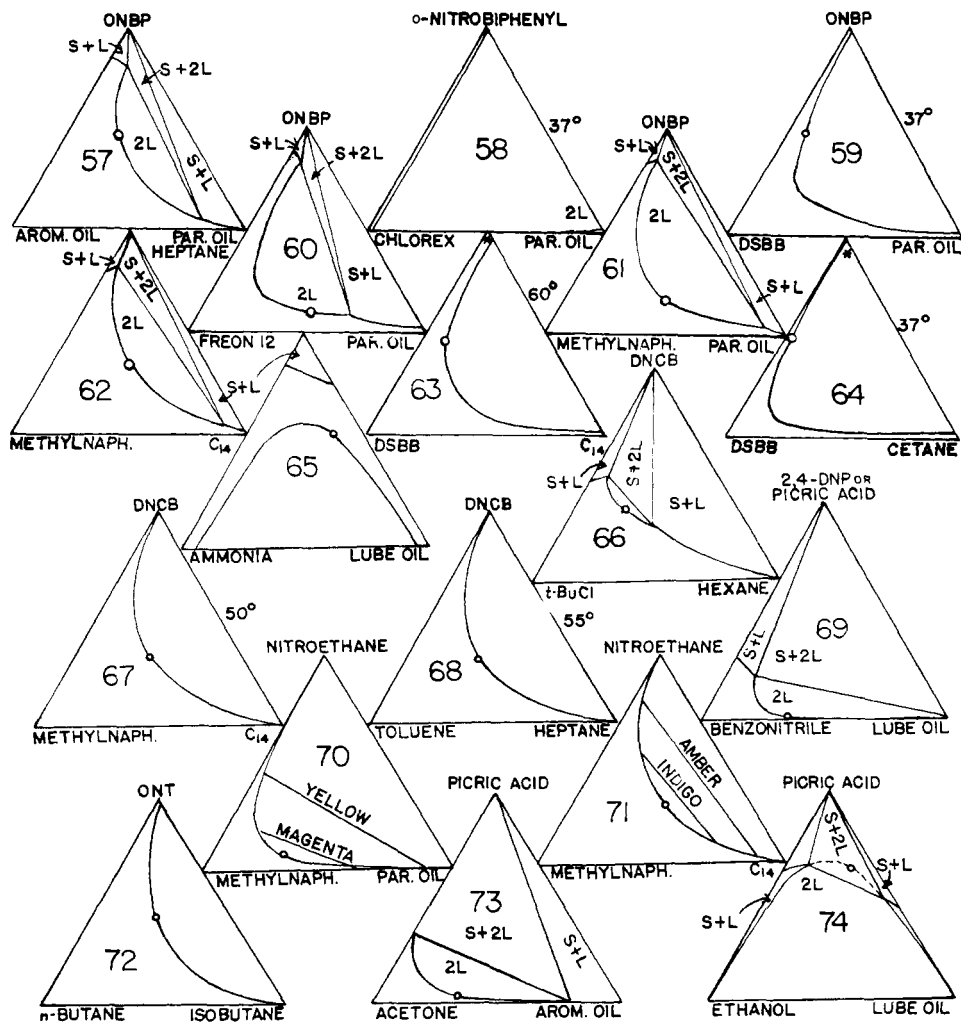 ONBP
S+L
S+2L
57
2L
S+L
AROM. OIL
PAR. OIL
o-NITROBIPHENYL
37°
58
2L
CHLOREX
PAR. OIL
ONBP
37°
59
DSBB
PAR. OIL
HEPTANE
ONBP
S+L
S+2L
60
2L
S+L
FREON 12
PAR. OIL
ONBP
S+L
S+2L
2L
61
S+L
METHYLNAPH.
PAR. OIL
S+L
S+2L
2L
62
S+L
METHYLNAPH.
C14
*
60°
63
DSBB
C14
*
37°
64
DSBB
CETANE
65
AMMONIA
LUBE OIL
DNCB
S+L
S+2L
S+L
66
t-BuCl
HEXANE
DNCB
50°
67
METHYLNAPH.
C14
DNCB
55°
68
TOLUENE
HEPTANE
2,4-DNP OR
PICRIC ACID
S+L
69
S+2L
2L
BENZONITRILE
LUBE OIL
NITROETHANE
70
YELLOW
MAGENTA
METHYLNAPH.
PAR. OIL
NITROETHANE
AMBER
INDIGO
71
METHYLNAPH.
C14
ONT
72
n-BUTANE
ISOBUTANE
PICRIC ACID
73
S+2L
S+L
2L
ACETONE
AROM. OIL
PICRIC ACID
S+2L
S+L
2L
S+L
74
ETHANOL
LUBE OIL